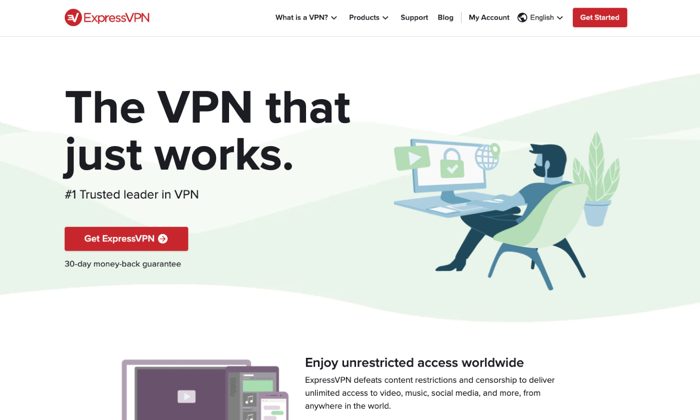 ExpressVPN
What is a VPN? Products Support Blog My Account English Get Started
The VPN that
just works.
#1 Trusted leader in VPN
Get ExpressVPN
30-day money-back guarantee
Enjoy unrestricted access worldwide
ExpressVPN defeats content restrictions and censorship to deliver
unlimited access to video, music, social media, and more, from
anywhere in the world.